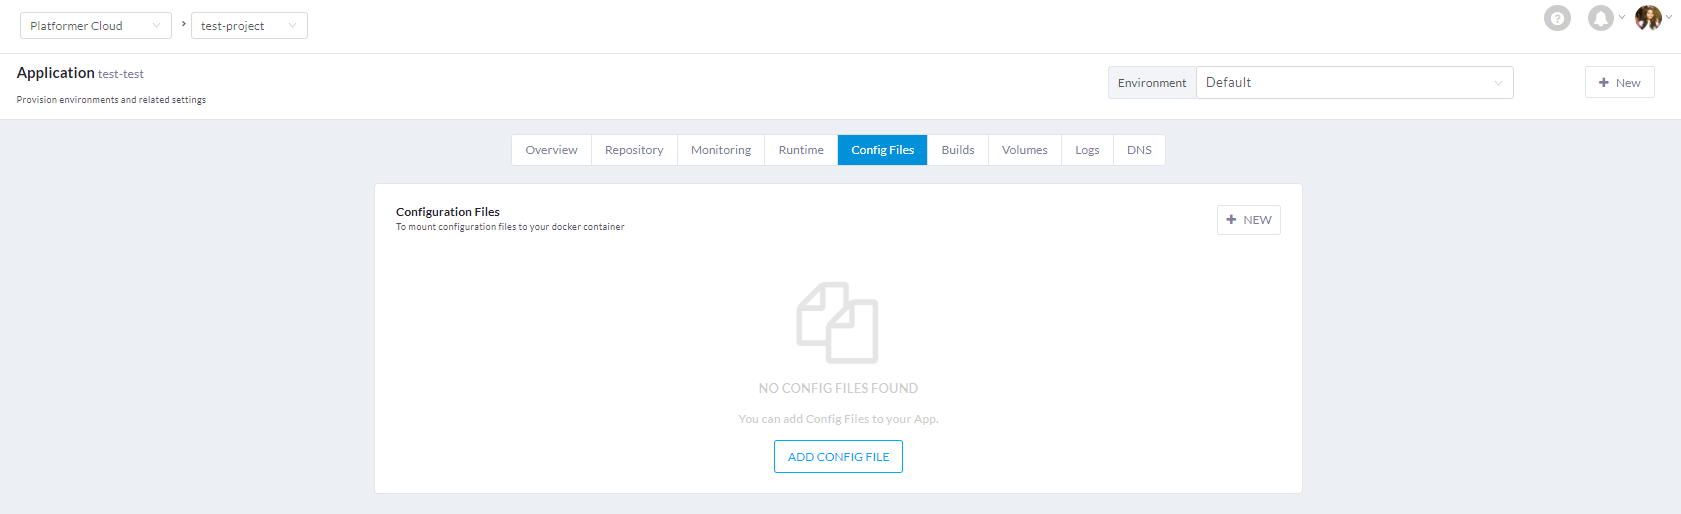 Platformer Cloud > test-project
Application test-test
Provision environments and related settings
Environment Default
+ New
Overview Repository Monitoring Runtime Config Files Builds Volumes Logs DNS
Configuration Files
To mount configuration files to your docker container
+ NEW
NO CONFIG FILES FOUND
You can add Config Files to your App.
ADD CONFIG FILE